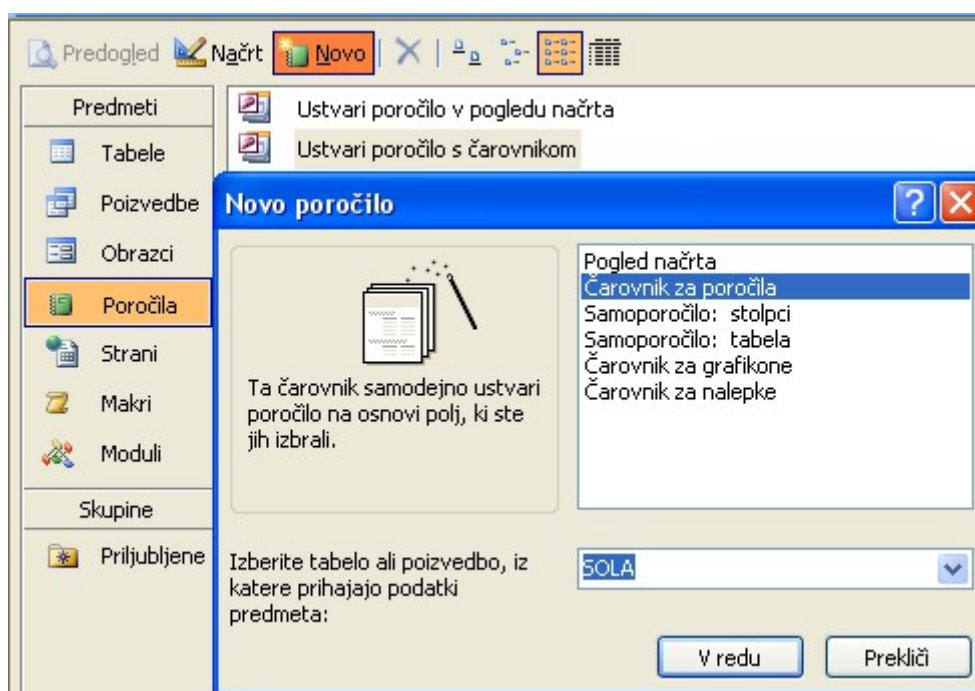 Predogled Načrt Novo
Predmeti
Tabele
Poizvedbe
Obrazci
Poročila
Strani
Makri
Moduli
Skupine
Priljubljene
Ustvari poročilo v pogledu načrta
Ustvari poročilo s čarovnikom
Novo poročilo
Ta čarovnik samodejno ustvari
poročilo na osnovi polj, ki ste
jih izbrali.
Pogled načrta
Čarovnik za poročila
Samoporočilo: stolpci
Samoporočilo: tabela
Čarovnik za grafikone
Čarovnik za nalepke
Izberite tabelo ali poizvedbo, iz
katere prihajajo podatki
predmeta:
SOLA
V redu Prekliči